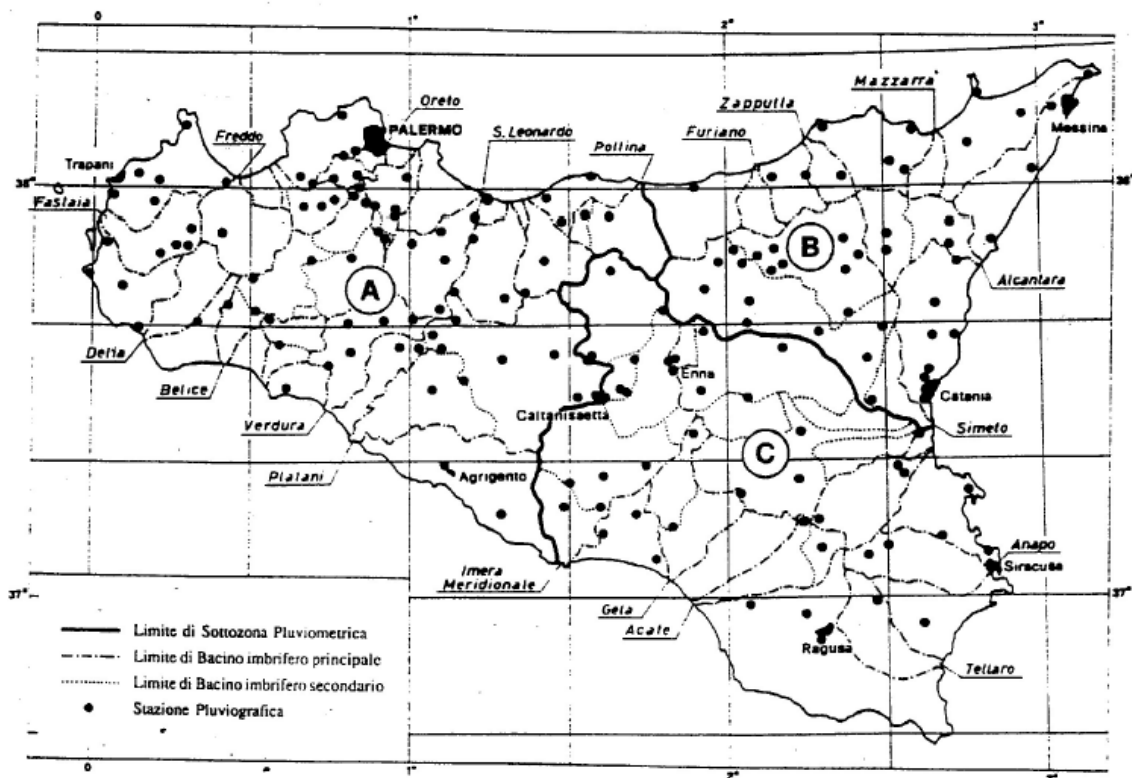 0 1° 2° 3°
Mazzarrà
Zappulla
Oreto
Freddo
PALERMO
S. Leonardo
Furiano
Messina
Pollina
Trapani
38° 38°
Fastaia
B
A
Alcantara
Delia
Enna
Belice
Catania
Caltanissetta
Verdura
Simeto
C
Platani
Agrigento
Anapo
Imera
Meridionale
Siracusa
37° 37°
Gela
Acate
Limite di Sottozona Pluviometrica
Ragusa
Limite di Bacino imbrifero principale
Tellaro
Limite di Bacino imbrifero secondario
Stazione Pluviografica
0 1° 2°